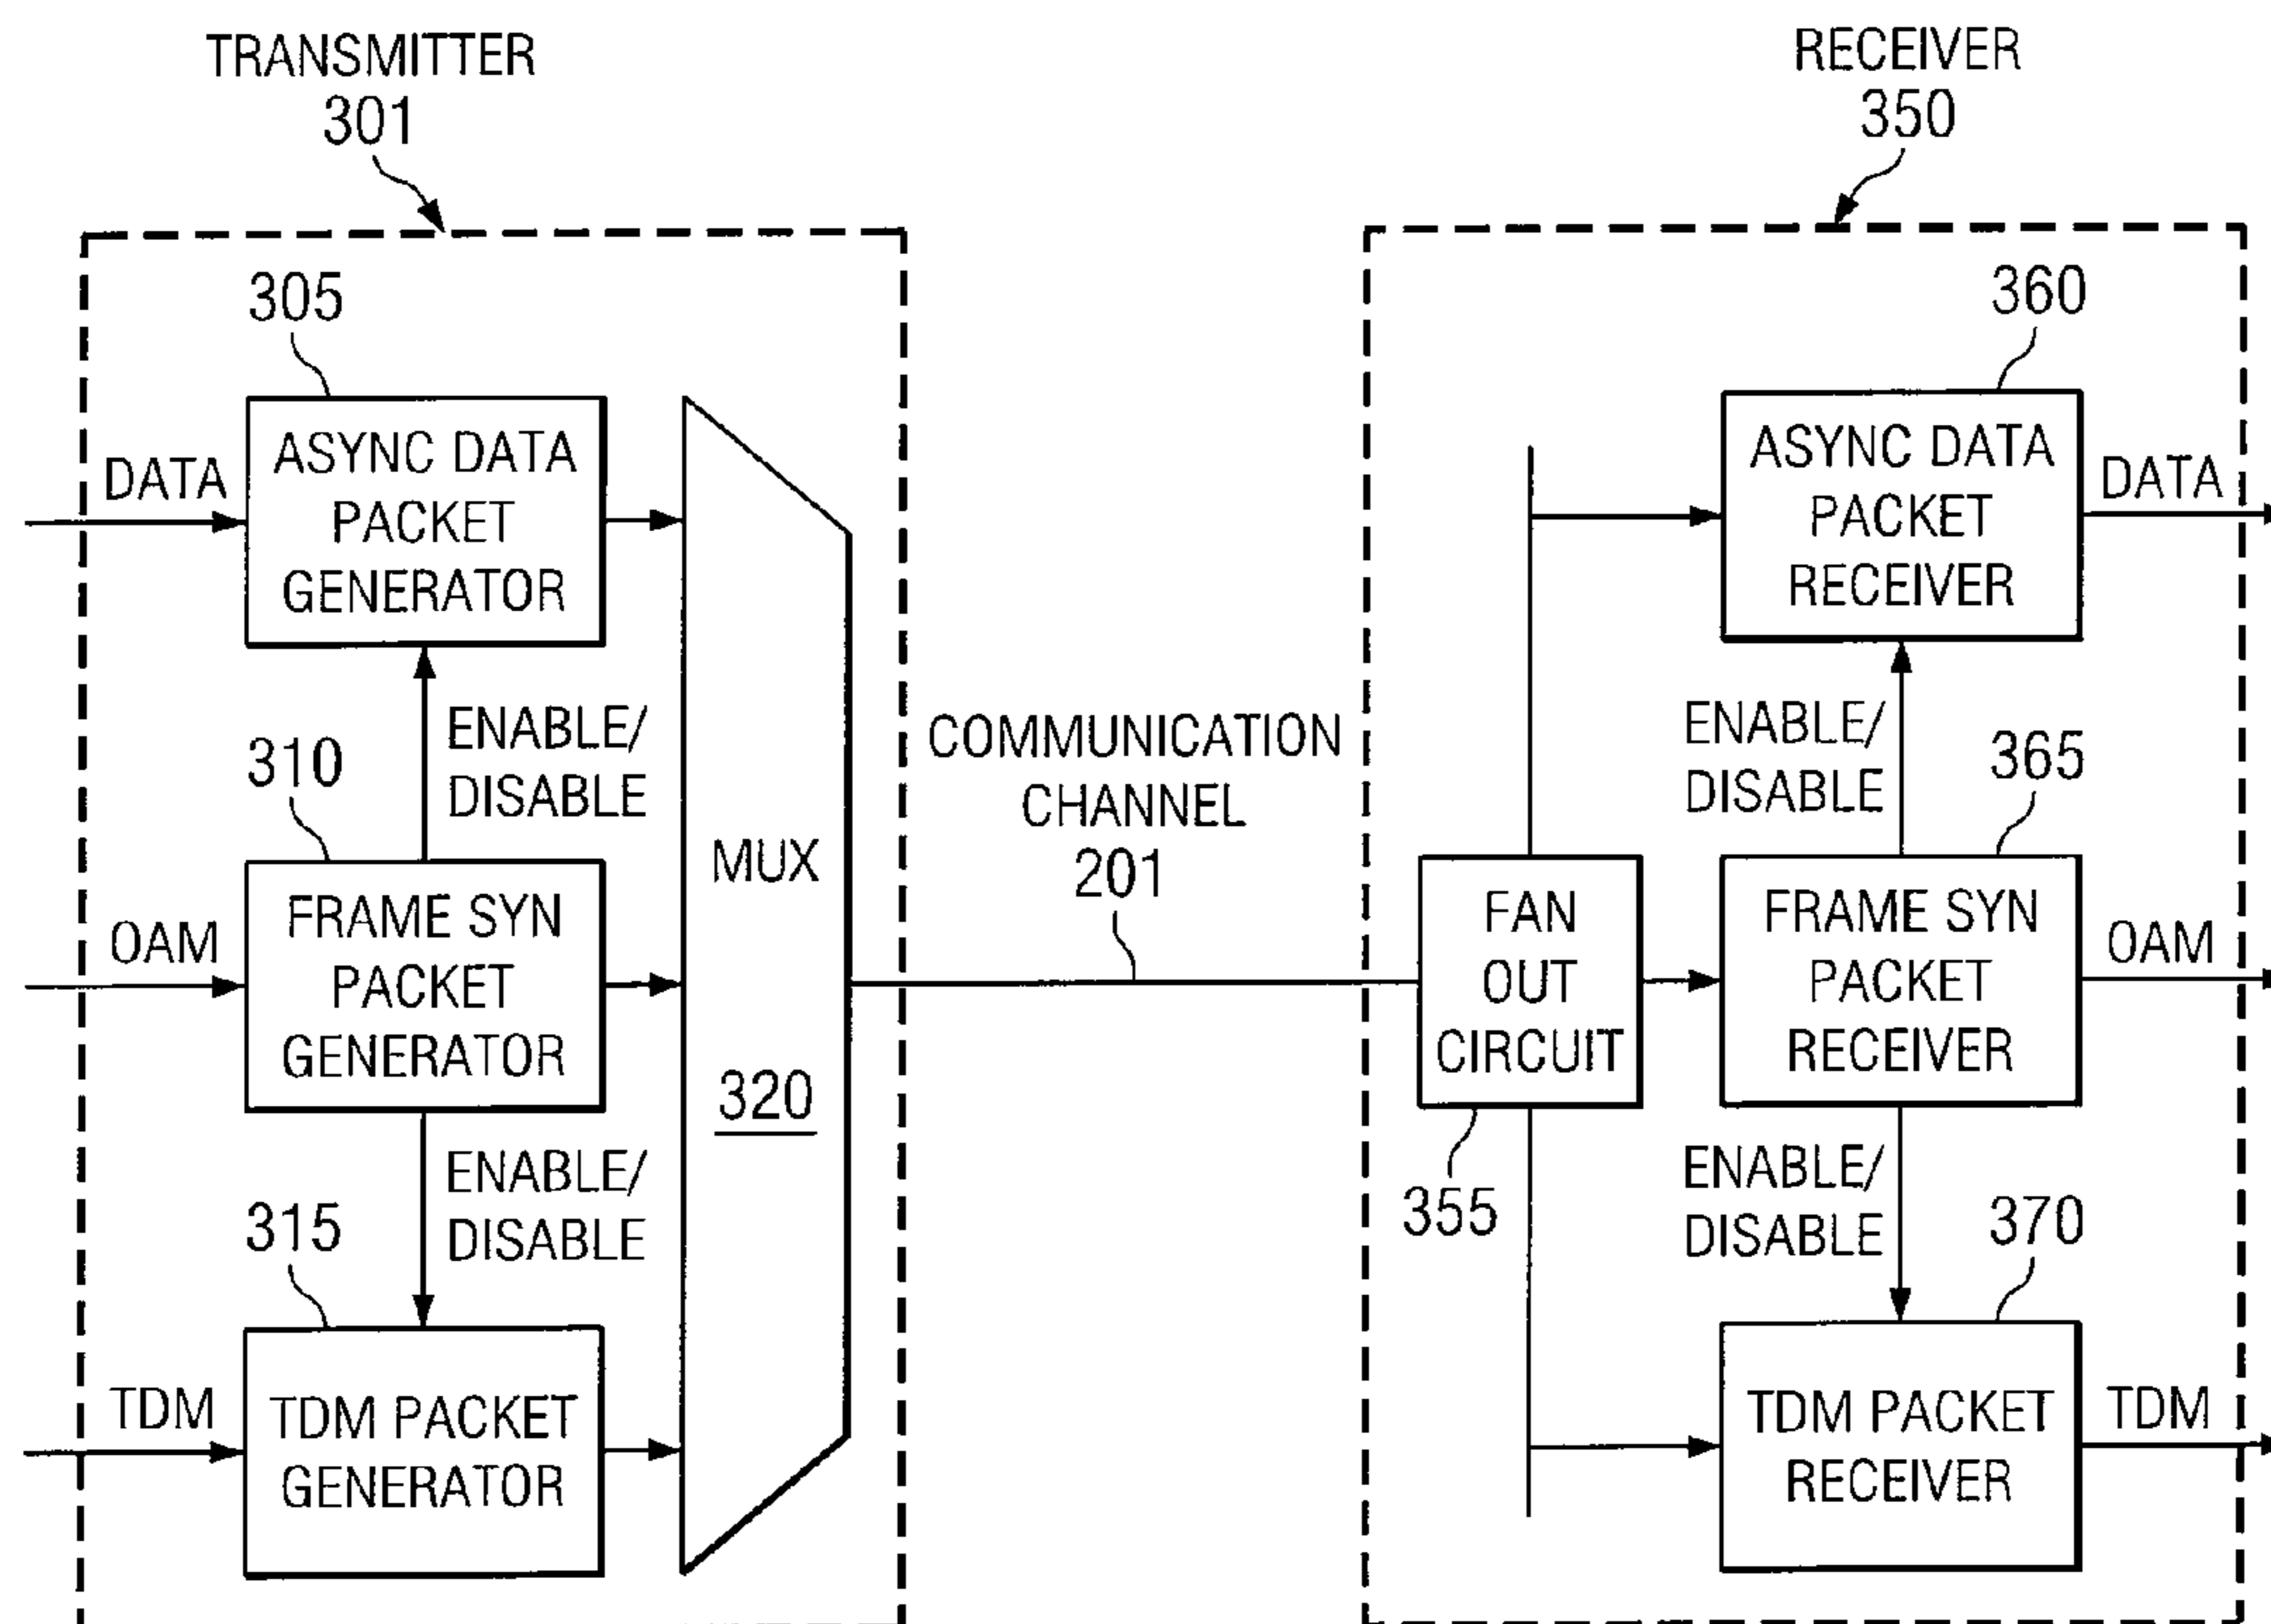 TRANSMITTER
301
RECEIVER
350
305
DATA
ASYNC DATA
PACKET
GENERATOR
ENABLE/
DISABLE
310
OAM
FRAME SYN
PACKET
GENERATOR
ENABLE/
DISABLE
315
TDM
TDM PACKET
GENERATOR
MUX
320
COMMUNICATION
CHANNEL
201
FAN
OUT
CIRCUIT
355
360
ASYNC DATA
PACKET
RECEIVER
DATA
ENABLE/
DISABLE
365
FRAME SYN
PACKET
RECEIVER
OAM
ENABLE/
DISABLE
370
TDM PACKET
RECEIVER
TDM